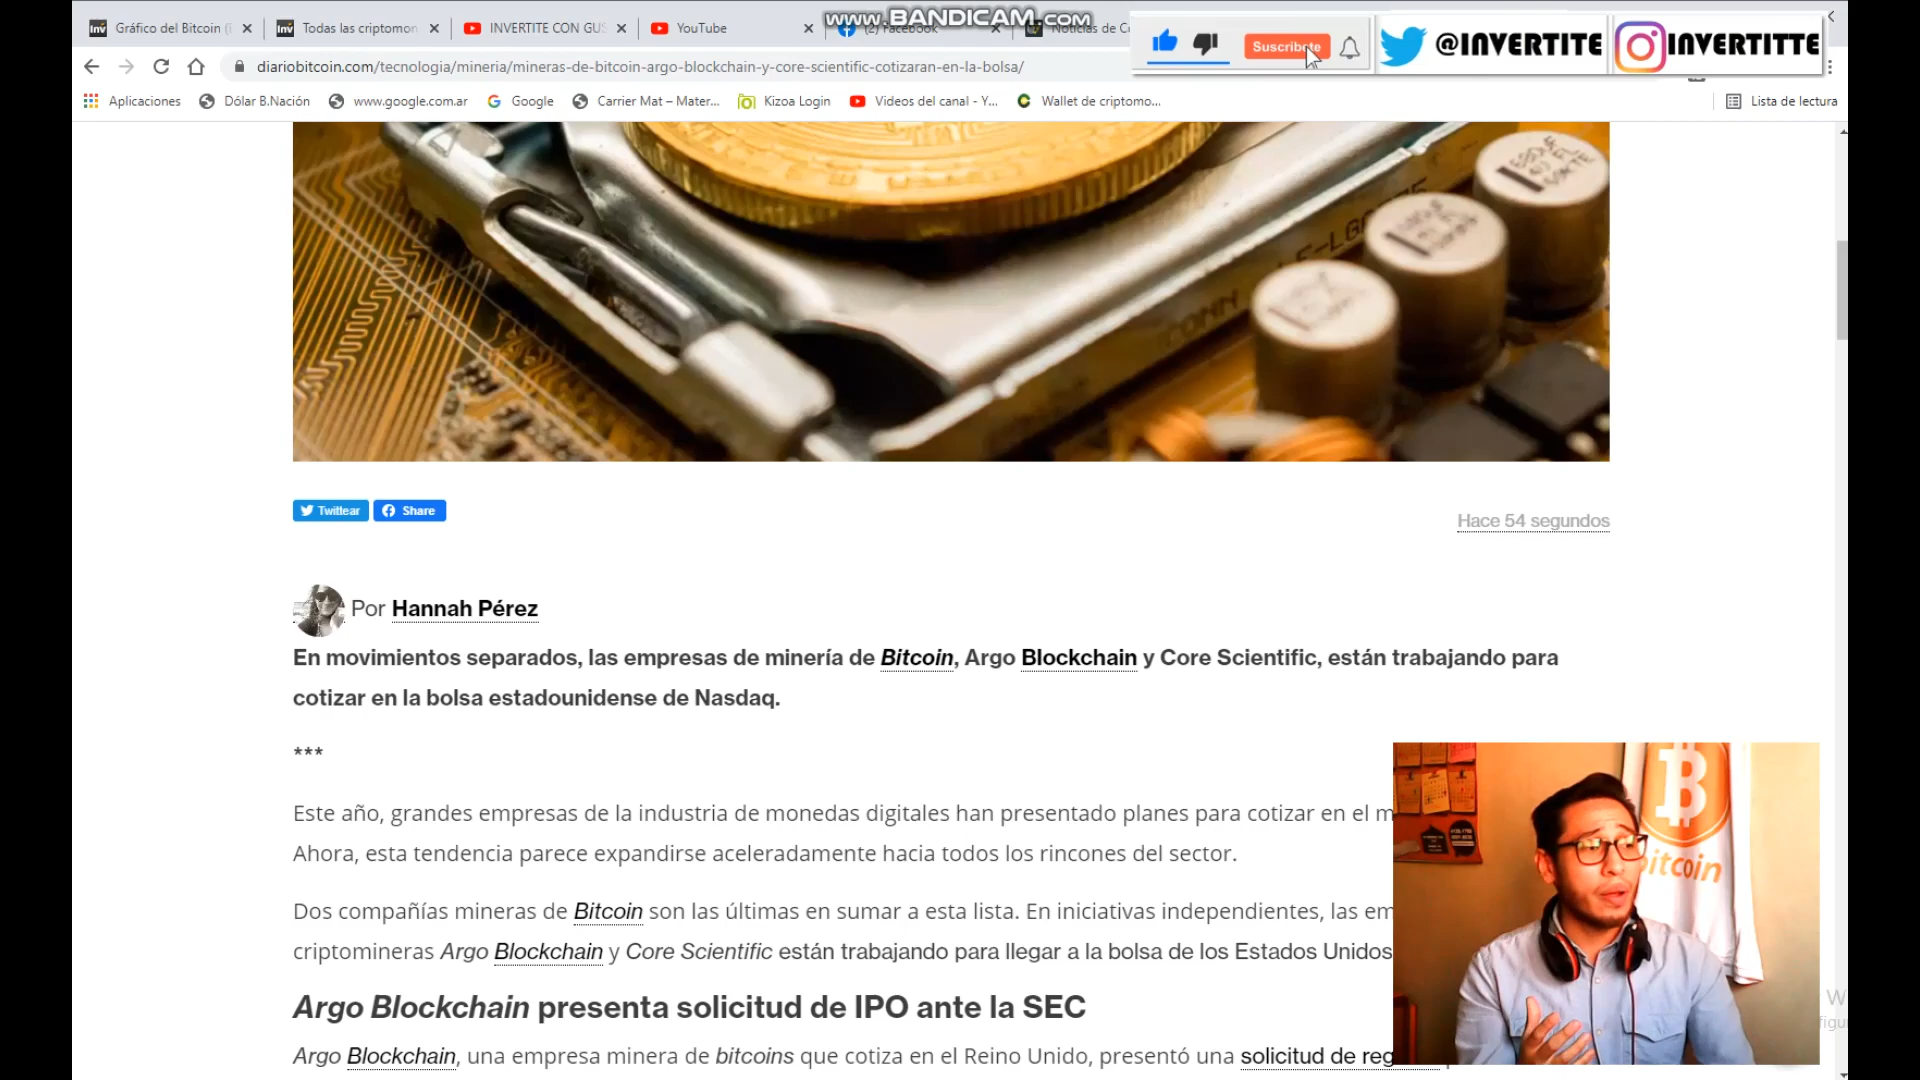 www.BANDICAM.com
Gráfico del Bitcoin (
Todas las criptomon
INVERTITE CON GUS
YouTube
(2) Facebook
Noticias de C
Suscribete
@INVERTITE
INVERTITTE
diariobitcoin.com/tecnologia/mineria/mineras-de-bitcoin-argo-blockchain-y-core-scientific-cotizaran-en-la-bolsa/
Aplicaciones
Dólar B.Nación
www.google.com.ar
Google
Carrier Mat – Mater...
Kizoa Login
Videos del canal - Y...
Wallet de criptomo...
Lista de lectura
Twittear
Share
Hace 54 segundos
Por Hannah Pérez
En movimientos separados, las empresas de minería de Bitcoin, Argo Blockchain y Core Scientific, están trabajando para
cotizar en la bolsa estadounidense de Nasdaq.
***
Este año, grandes empresas de la industria de monedas digitales han presentado planes para cotizar en el m
Ahora, esta tendencia parece expandirse aceleradamente hacia todos los rincones del sector.
Dos compañías mineras de Bitcoin son las últimas en sumar a esta lista. En iniciativas independientes, las em
criptomineras Argo Blockchain y Core Scientific están trabajando para llegar a la bolsa de los Estados Unidos
Argo Blockchain presenta solicitud de IPO ante la SEC
Argo Blockchain, una empresa minera de bitcoins que cotiza en el Reino Unido, presentó una solicitud de reg
bitcoin